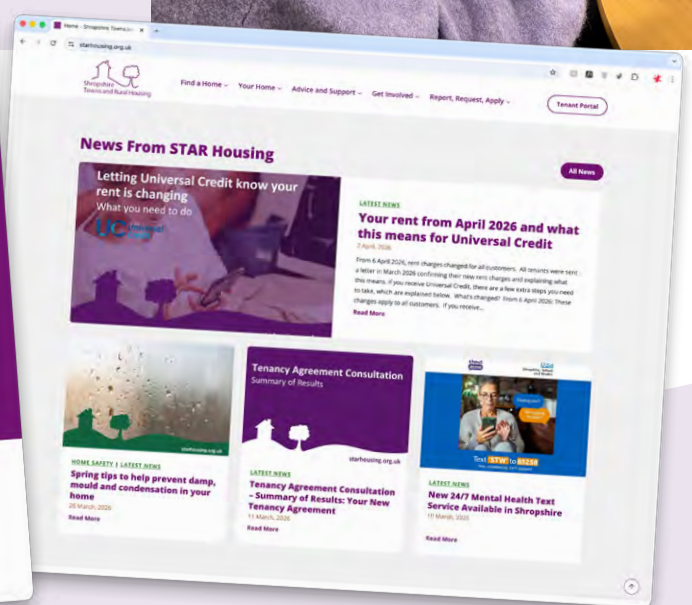 Home - Shropshire Towns an
starhousing.org.uk
Shropshire
Towns and Rural Housing
Find a Home
Your Home
Advice and Support
Get Involved
Report, Request, Apply
Tenant Portal
News From STAR Housing
All News
Letting Universal Credit know your
rent is changing
What you need to do
UC
LATEST NEWS
Your rent from April 2026 and what
this means for Universal Credit
7 April, 2026
From 6 April 2026, rent charges changed for all customers. All tenants were sent
a letter in March 2026 confirming their new rent charges and explaining what
this means. If you receive Universal Credit, there are a few extra steps you need
to take, which are explained below. What's changed? From 6 April 2026: These
changes apply to all customers. If you receive...
Read More
starhousing.org.uk
HOME SAFETY | LATEST NEWS
Spring tips to help prevent damp,
mould and condensation in your
home
26 March, 2026
Read More
Tenancy Agreement Consultation
Summary of Results
starhousing.org.uk
LATEST NEWS
Tenancy Agreement Consultation
– Summary of Results: Your New
Tenancy Agreement
11 March, 2026
Read More
shout
NHS
Text 'STW' to 85258
LATEST NEWS
New 24/7 Mental Health Text
Service Available in Shropshire
Read More